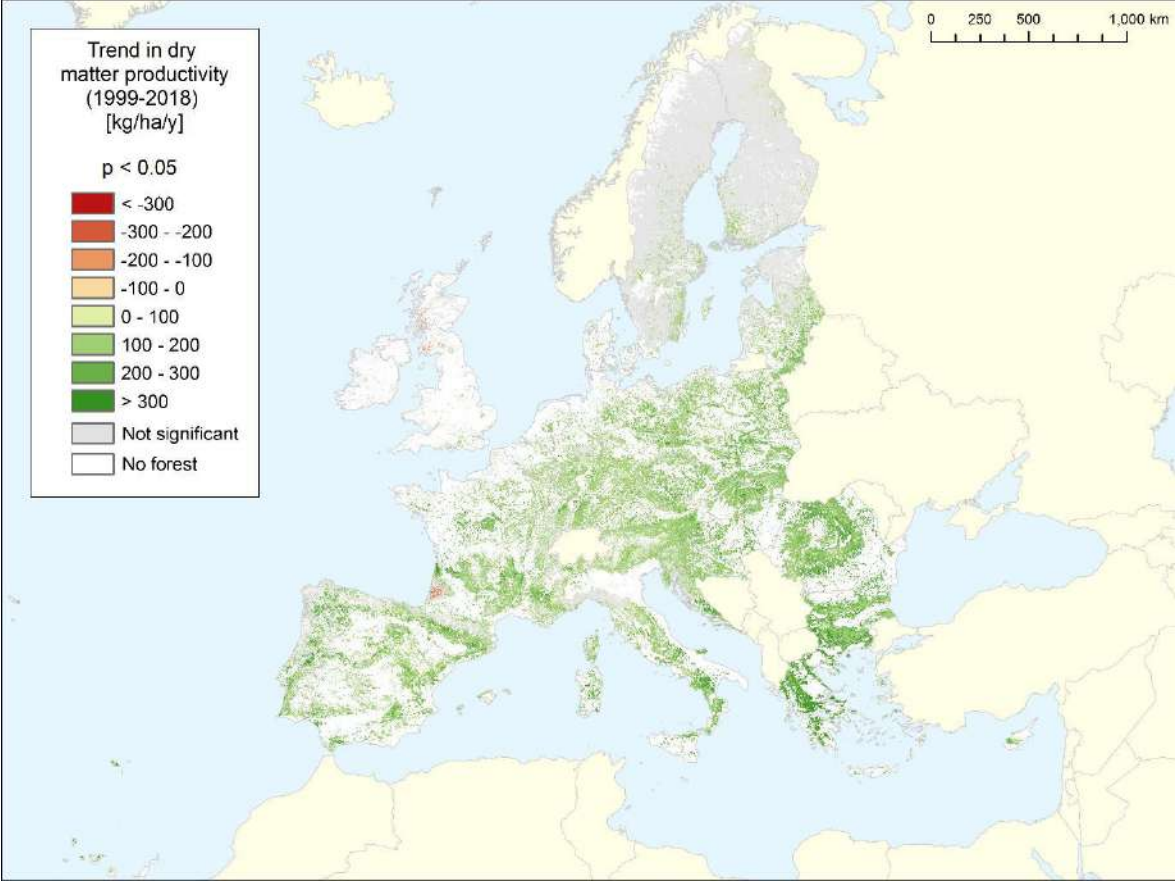 Trend in dry
matter productivity
(1999-2018)
[kg/ha/y]
p < 0.05
< -300
-300 - -200
-200 - -100
-100 - 0
0 - 100
100 - 200
200 - 300
> 300
Not significant
No forest
0 250 500 1,000 km